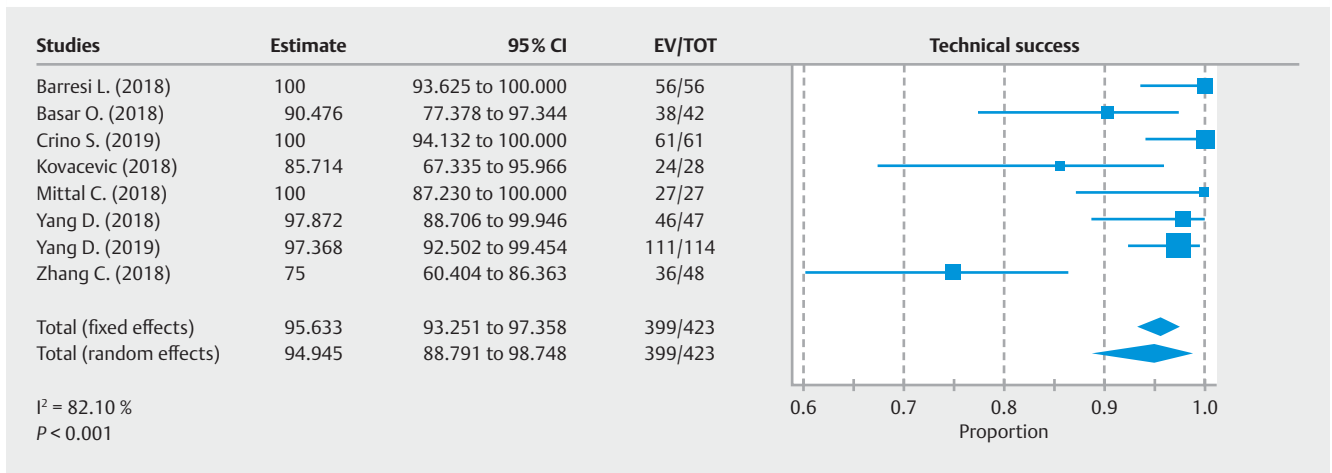 Studies Estimate 95% CI EV/TOT Technical success
Barresi L. (2018) 100 93.625 to 100.000 56/56
Basar O. (2018) 90.476 77.378 to 97.344 38/42
Crino S. (2019) 100 94.132 to 100.000 61/61
Kovacevic (2018) 85.714 67.335 to 95.966 24/28
Mittal C. (2018) 100 87.230 to 100.000 27/27
Yang D. (2018) 97.872 88.706 to 99.946 46/47
Yang D. (2019) 97.368 92.502 to 99.454 111/114
Zhang C. (2018) 75 60.404 to 86.363 36/48
Total (fixed effects) 95.633 93.251 to 97.358 399/423
Total (random effects) 94.945 88.791 to 98.748 399/423
I² = 82.10 %
P < 0.001
0.6 0.7 0.8 0.9 1.0
Proportion